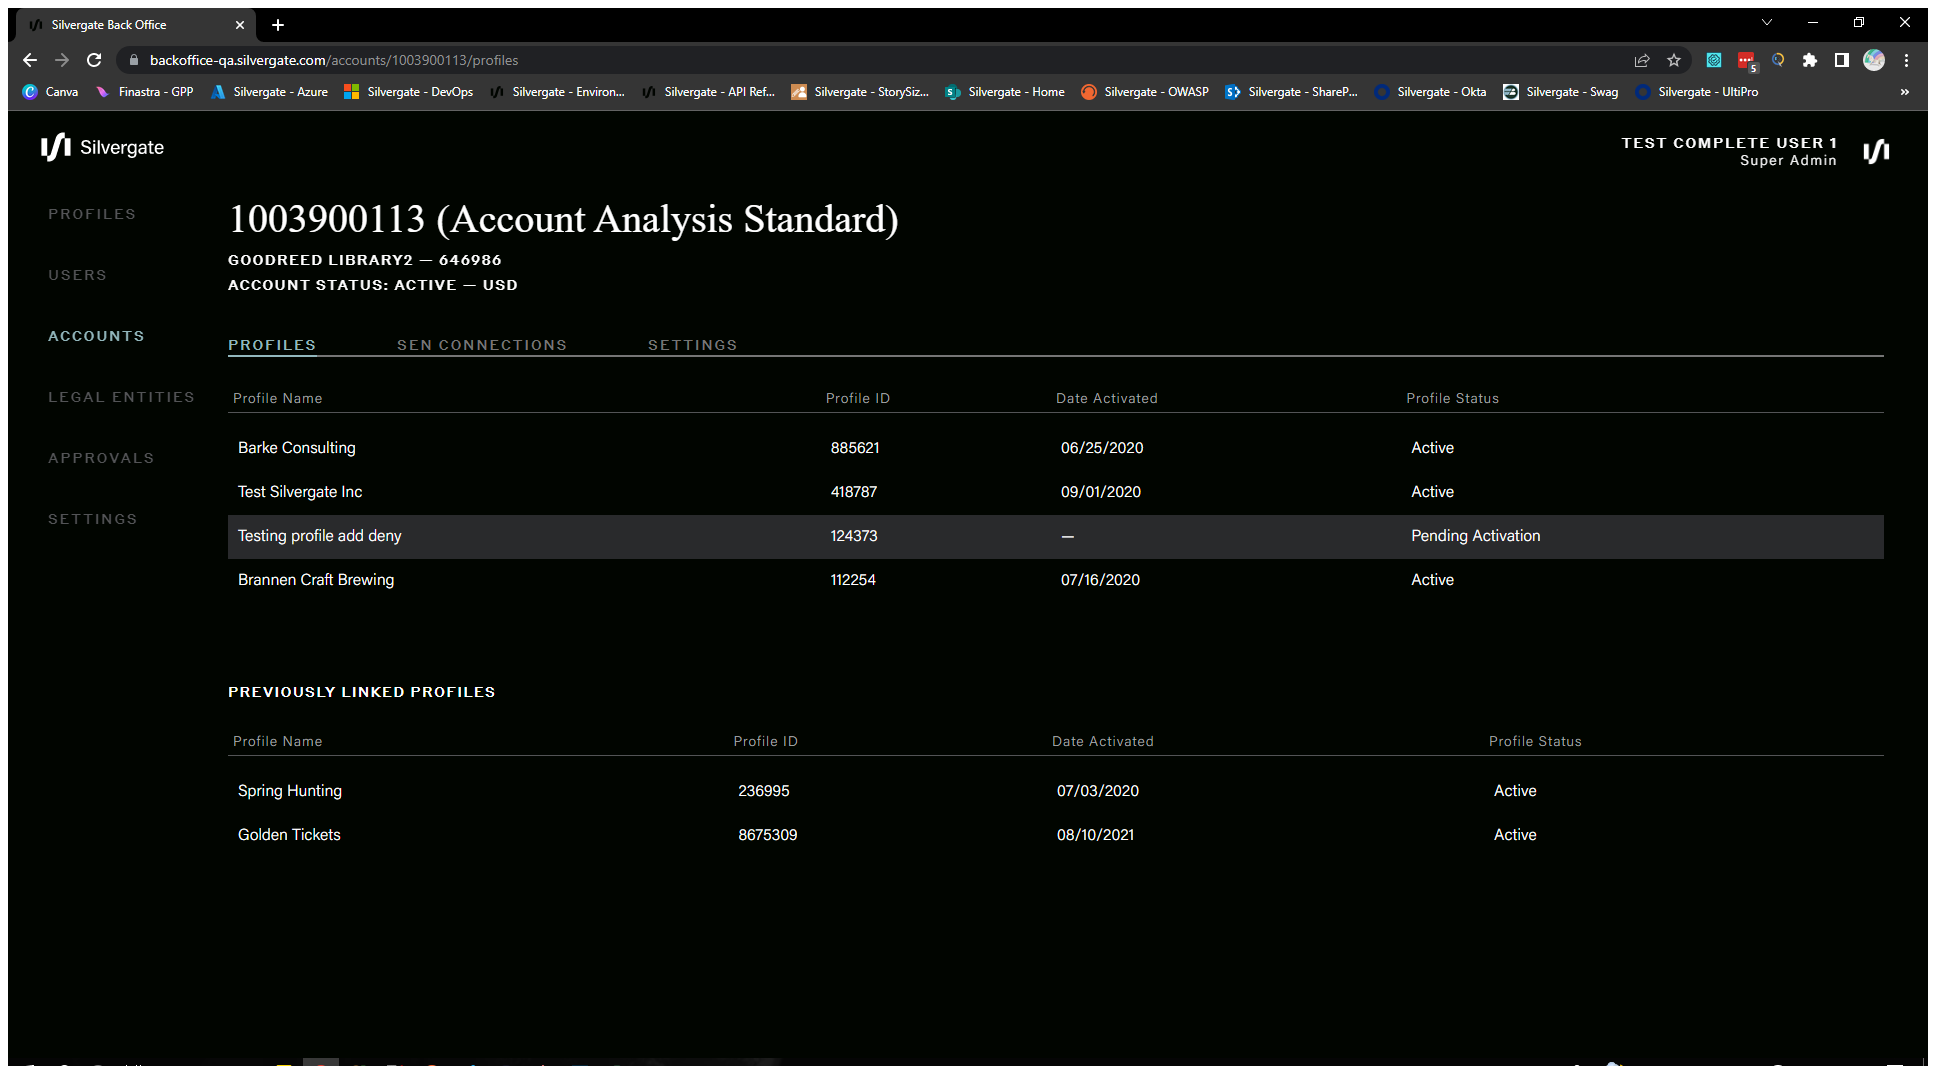 Silvergate Back Office
backoffice-qa.silvergate.com/accounts/1003900113/profiles
5
Canva Finastra - GPP Silvergate - Azure Silvergate - DevOps Silvergate - Environ... Silvergate - API Ref... Silvergate - StorySiz... Silvergate - Home Silvergate - OWASP Silvergate - ShareP... Silvergate - Okta Silvergate - Swag Silvergate - UltiPro »
Silvergate
TEST COMPLETE USER 1
Super Admin
PROFILES
USERS
ACCOUNTS
LEGAL ENTITIES
APPROVALS
SETTINGS
1003900113 (Account Analysis Standard)
GOODREED LIBRARY2 — 646986
ACCOUNT STATUS: ACTIVE — USD
PROFILES SEN CONNECTIONS SETTINGS
Profile Name Profile ID Date Activated Profile Status
Barke Consulting 885621 06/25/2020 Active
Test Silvergate Inc 418787 09/01/2020 Active
Testing profile add deny 124373 — Pending Activation
Brannen Craft Brewing 112254 07/16/2020 Active
PREVIOUSLY LINKED PROFILES
Profile Name Profile ID Date Activated Profile Status
Spring Hunting 236995 07/03/2020 Active
Golden Tickets 8675309 08/10/2021 Active